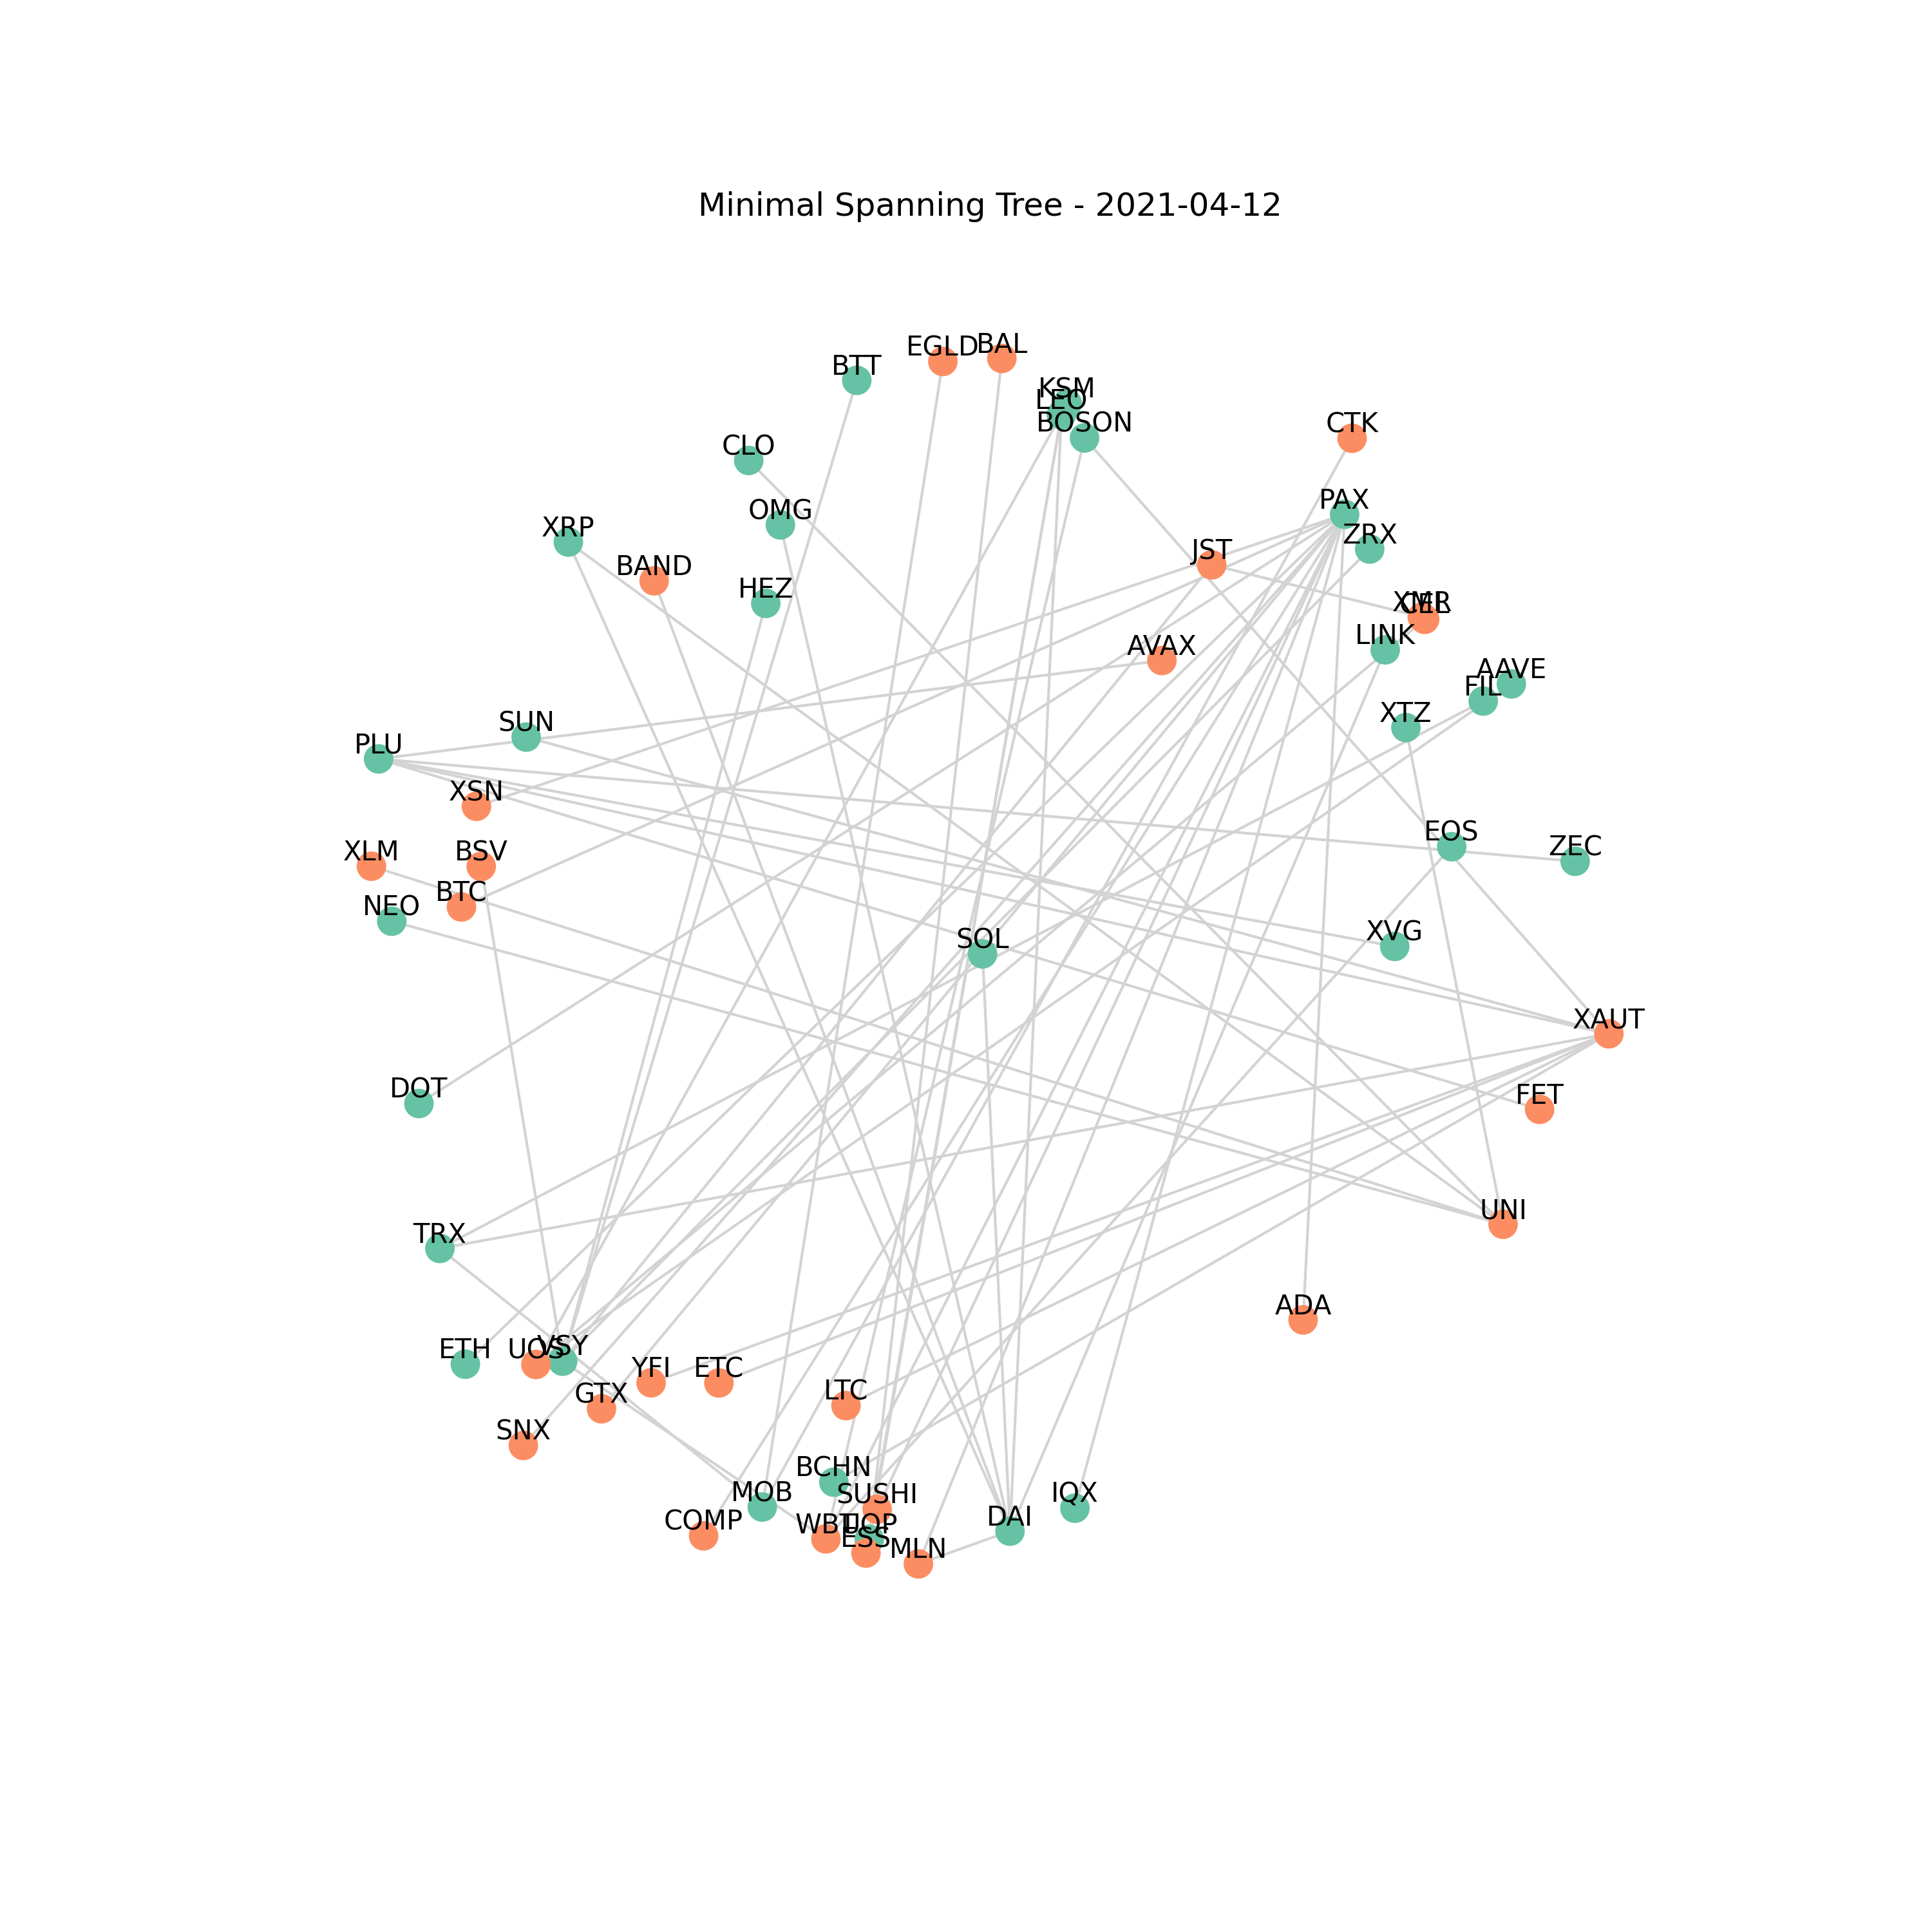 Minimal Spanning Tree - 2021-04-12
EGLD
BAL
BTT
KSM
LEO
BOSON
CTK
CLO
PAX
OMG
XRP
ZRX
JST
BAND
HEZ
XMR
CEL
LINK
AVAX
AAVE
FIL
XTZ
SUN
PLU
XSN
EOS
ZEC
XLM
BSV
BTC
NEO
XVG
SOL
XAUT
DOT
FET
UNI
TRX
ADA
ETH
UOS
VSY
YFI
ETC
GTX
LTC
SNX
BCHN
MOB
SUSHI
IQX
COMP
WBT
UOP
DAI
ESS
MLN